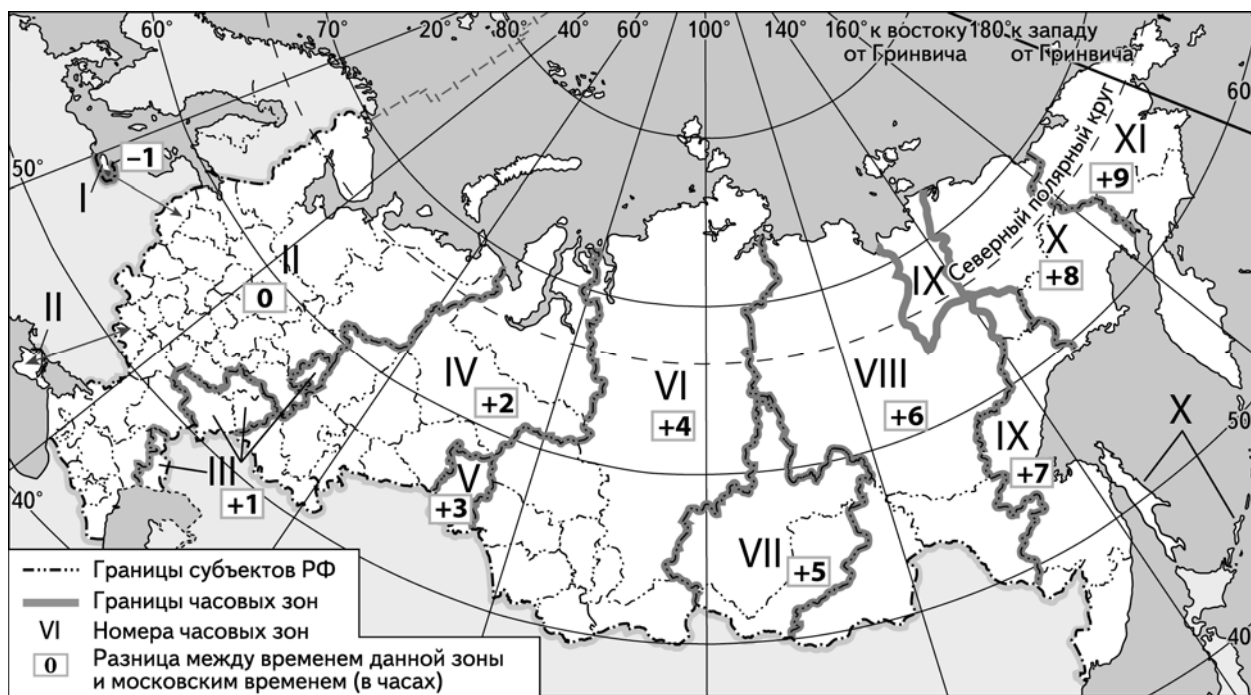 60°
70°
20°
80°
40°
60°
100°
140°
160° к востоку
от Гринвича
180° к западу
от Гринвича
60°
50°
–1
I
Северный полярный круг
XI
+9
X
+8
II
0
IX
II
IV
+2
VI
+4
VIII
+6
X
50°
IX
+7
III
+1
V
+3
40°
VII
+5
40°
Границы субъектов РФ
Границы часовых зон
VI Номера часовых зон
0 Разница между временем данной зоны
и московским временем (в часах)